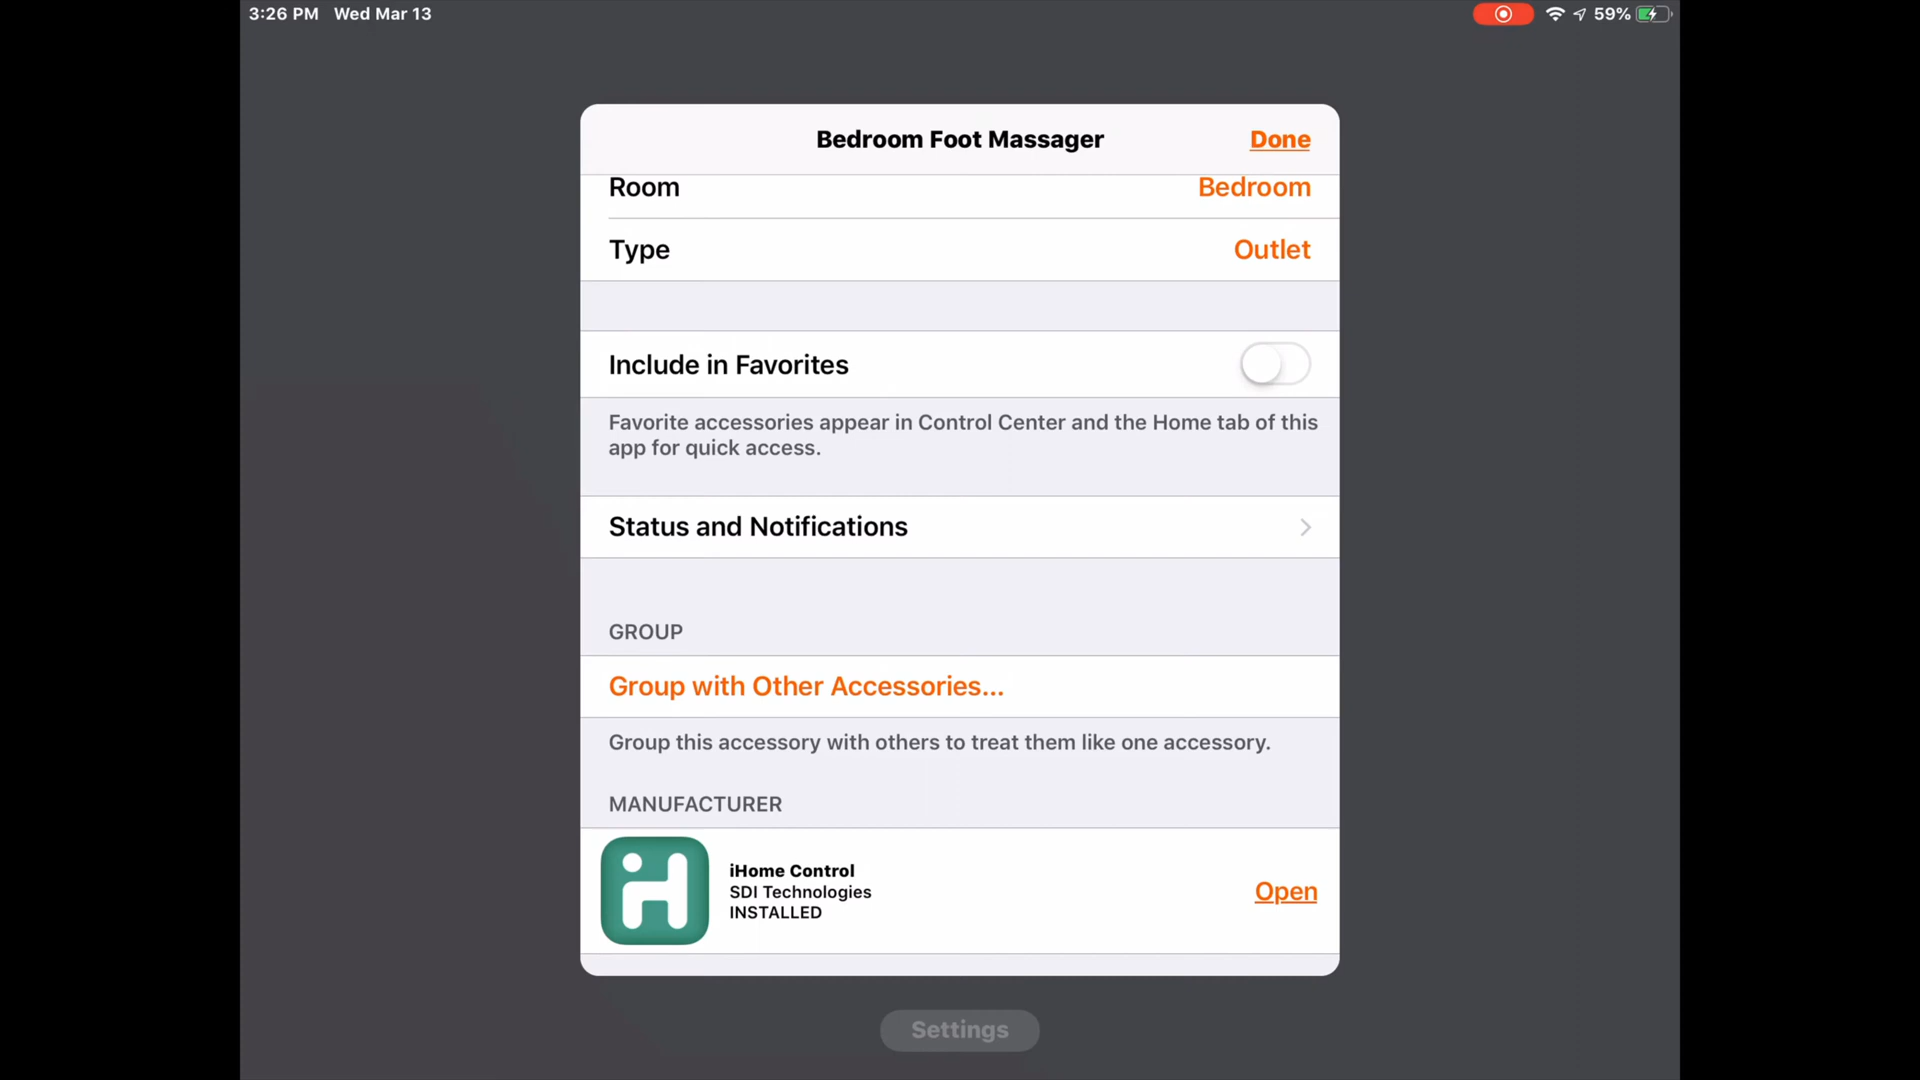 3:26 PM Wed Mar 13
59%
Bedroom Foot Massager
Done
Room
Bedroom
Type
Outlet
Include in Favorites
Favorite accessories appear in Control Center and the Home tab of this
app for quick access.
Status and Notifications
GROUP
Group with Other Accessories...
Group this accessory with others to treat them like one accessory.
MANUFACTURER
iHome Control
SDI Technologies
INSTALLED
Open
Settings